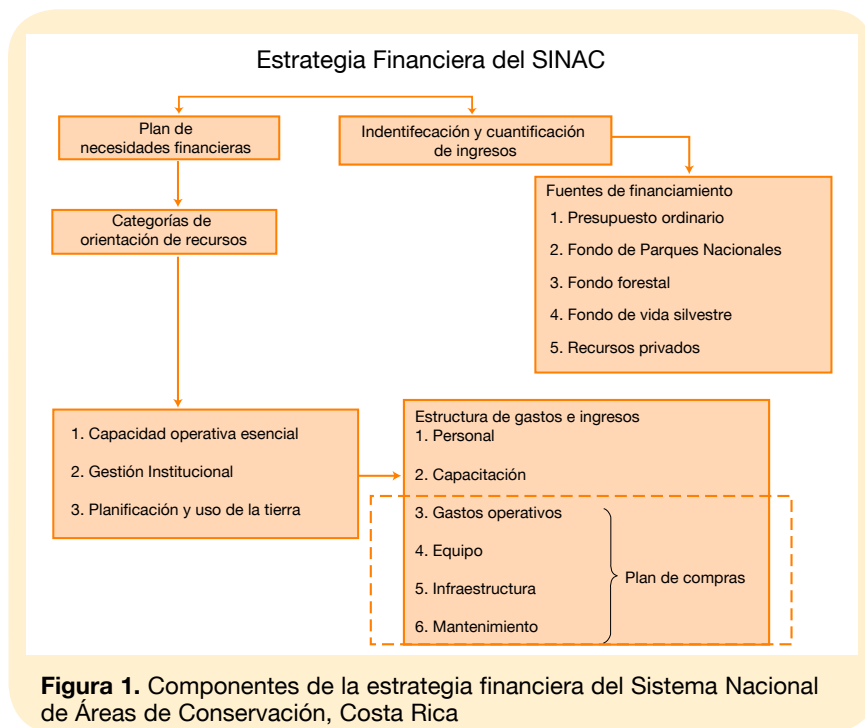 Estrategia Financiera del SINAC
Plan de
necesidades financieras
Indentifecación y cuantificación
de ingresos
Categorías de
orientación de recursos
Fuentes de financiamiento
1. Presupuesto ordinario
2. Fondo de Parques Nacionales
3. Fondo forestal
4. Fondo de vida silvestre
5. Recursos privados
1. Capacidad operativa esencial
2. Gestión Institucional
3. Planificación y uso de la tierra
Estructura de gastos e ingresos
1. Personal
2. Capacitación
3. Gastos operativos
4. Equipo
5. Infraestructura
6. Mantenimiento
Plan de compras
Figura 1. Componentes de la estrategia financiera del Sistema Nacional
de Áreas de Conservación, Costa Rica